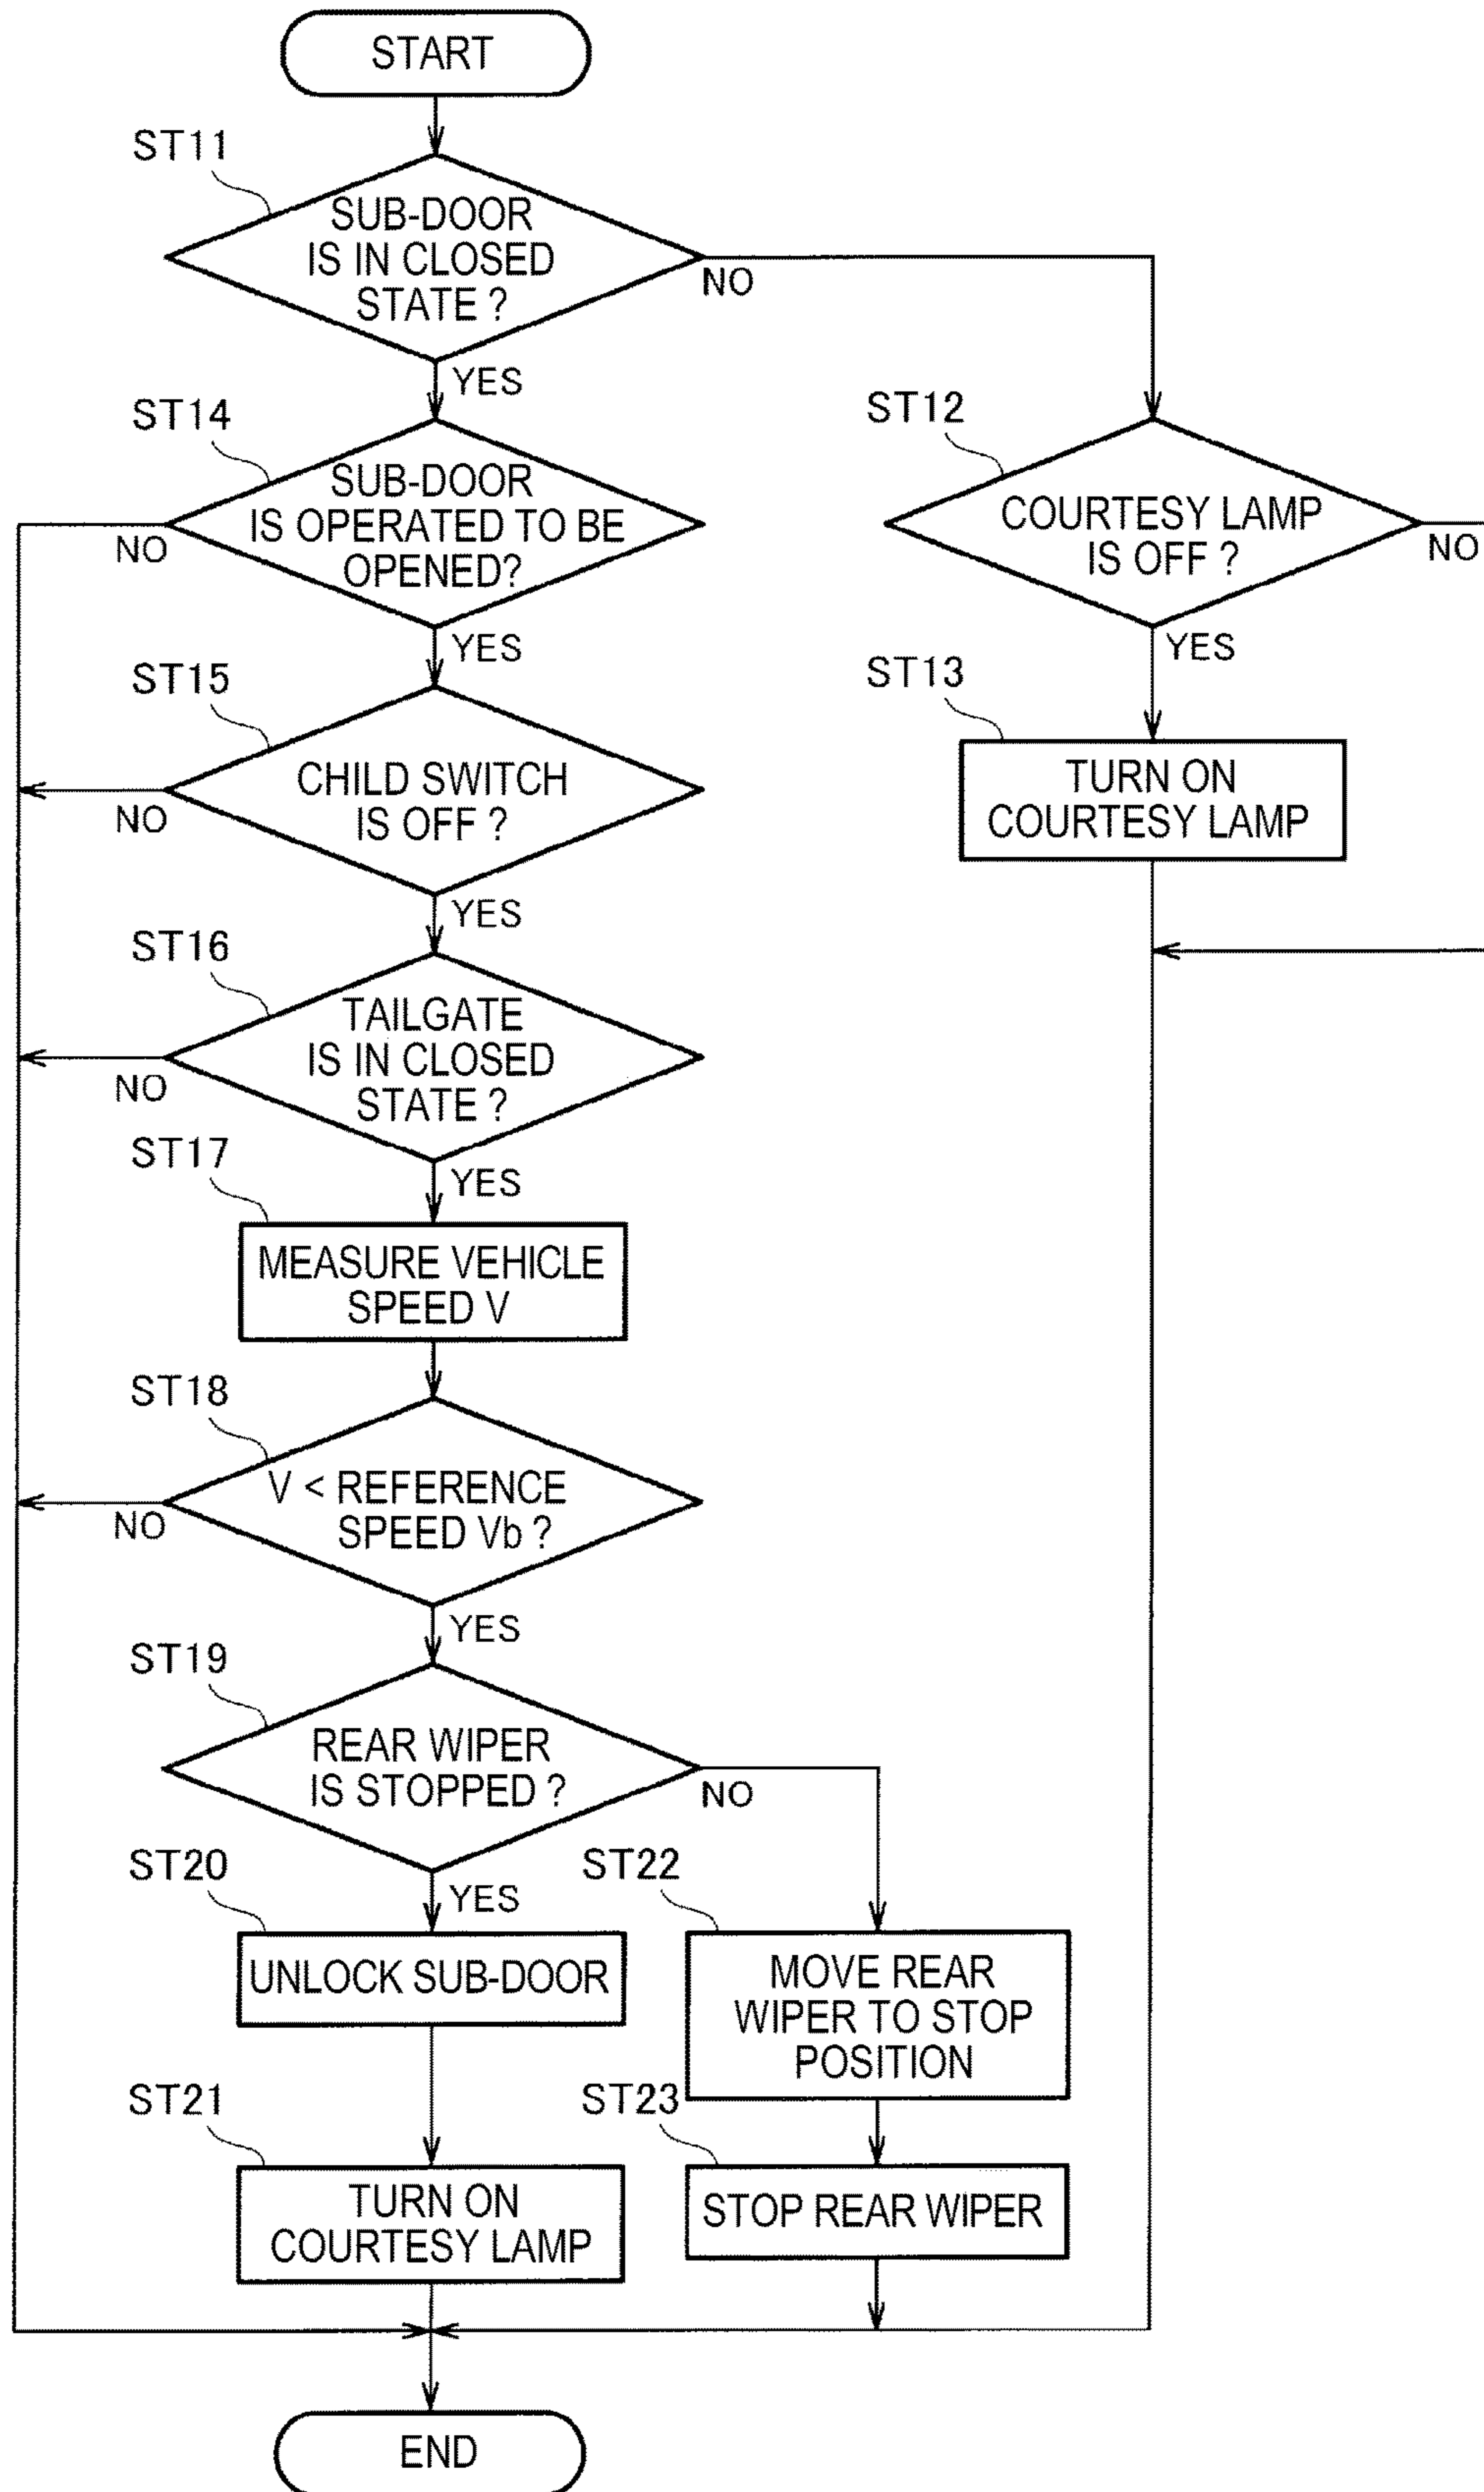 START
ST11
SUB-DOOR
IS IN CLOSED
STATE ?
NO
YES
ST14
SUB-DOOR
IS OPERATED TO BE
OPENED?
NO
YES
ST12
COURTESY LAMP
IS OFF ?
NO
YES
ST13
TURN ON
COURTESY LAMP
ST15
CHILD SWITCH
IS OFF ?
NO
YES
ST16
TAILGATE
IS IN CLOSED
STATE ?
NO
YES
ST17
MEASURE VEHICLE
SPEED V
ST18
V < REFERENCE
SPEED Vb ?
NO
YES
ST19
REAR WIPER
IS STOPPED ?
NO
YES
ST20
UNLOCK SUB-DOOR
ST21
TURN ON
COURTESY LAMP
ST22
MOVE REAR
WIPER TO STOP
POSITION
ST23
STOP REAR WIPER
END